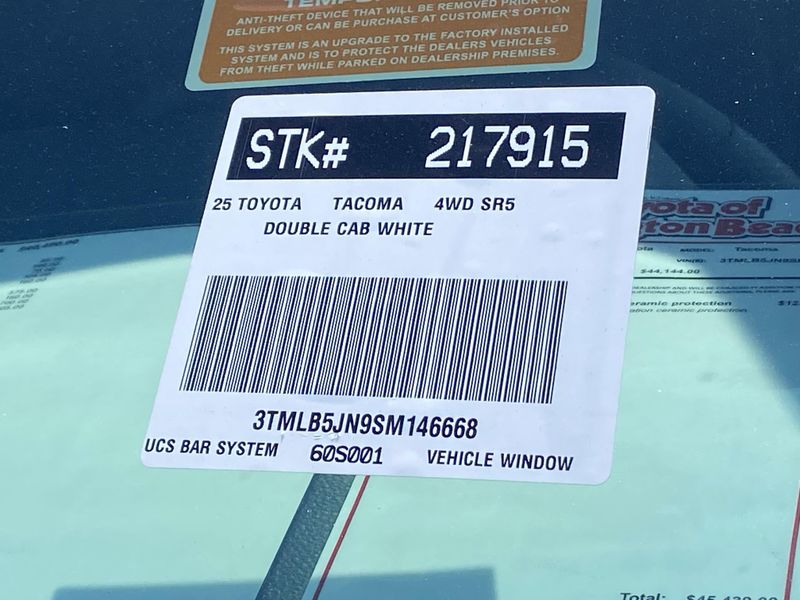 ANTI-THEFT DEVICE THAT WILL BE REMOVED PRIOR TO
DELIVERY OR CAN BE PURCHASE AT CUSTOMER'S OPTION
THIS SYSTEM IS AN UPGRADE TO THE FACTORY INSTALLED
SYSTEM AND IS TO PROTECT THE DEALERS VEHICLES
FROM THEFT WHILE PARKED ON DEALERSHIP PREMISES.
STK# 217915
25 TOYOTA TACOMA 4WD SR5
DOUBLE CAB WHITE
3TMLB5JN9SM146668
UCS BAR SYSTEM 60S001 VEHICLE WINDOW
of
MODEL: Tacoma
$44,144.00
protection
ceramic protection
Total: